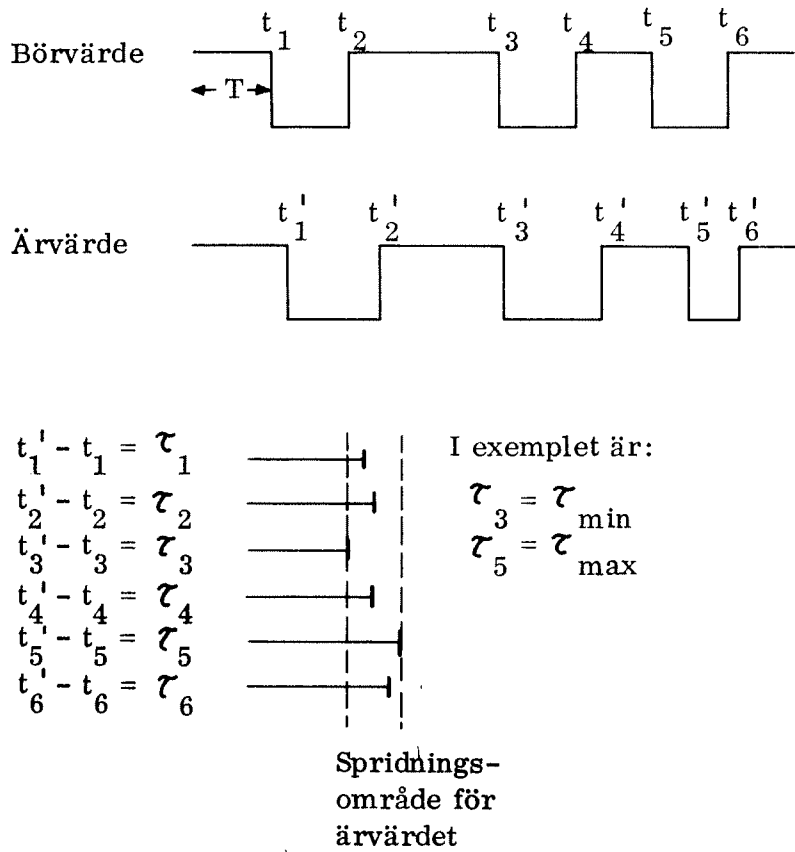 t₁ t₂ t₃ t₄ t₅ t₆
Börvärde
T
t₁' t₂' t₃' t₄' t₅' t₆'
Ärvärde
t₁' - t₁ = τ₁
t₂' - t₂ = τ₂
t₃' - t₃ = τ₃
t₄' - t₄ = τ₄
t₅' - t₅ = τ₅
t₆' - t₆ = τ₆
I exemplet är:
τ₃ = τ min
τ₅ = τ max
Spridnings-
område för
ärvärdet